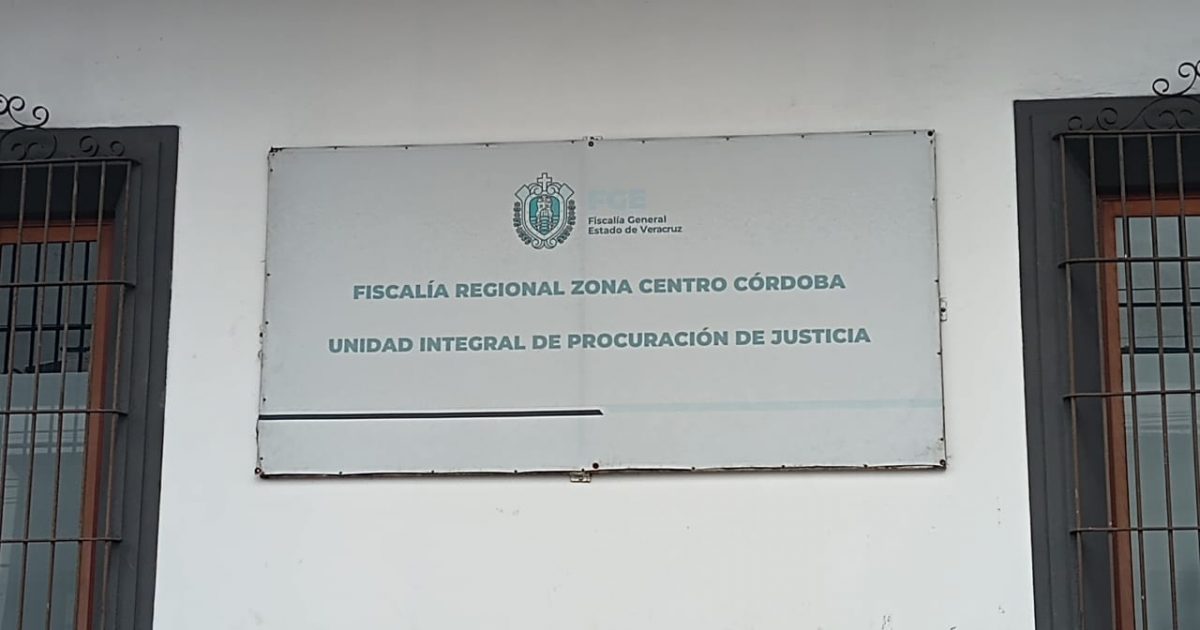 FGE
Fiscalía General
Estado de Veracruz
FISCALÍA REGIONAL ZONA CENTRO CÓRDOBA
UNIDAD INTEGRAL DE PROCURACIÓN DE JUSTICIA